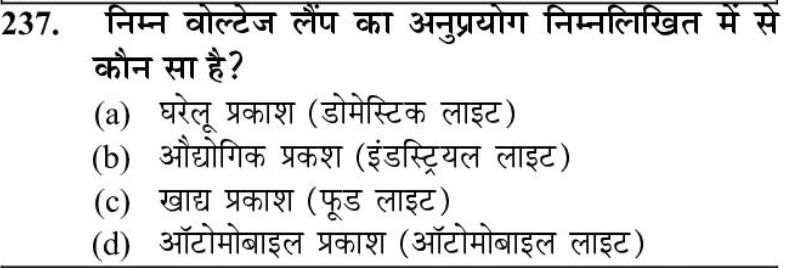 237. निम्न वोल्टेज लैंप का अनुप्रयोग निम्नलिखित में से
कौन सा है?
(a) घरेलू प्रकाश (डोमेस्टिक लाइट)
(b) औद्योगिक प्रकश (इंडस्ट्रियल लाइट)
(c) खाद्य प्रकाश (फूड लाइट)
(d) ऑटोमोबाइल प्रकाश (ऑटोमोबाइल लाइट)